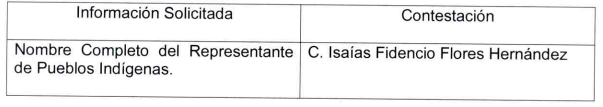 Información Solicitada
Contestación
Nombre Completo del Representante
de Pueblos Indígenas.
C. Isaías Fidencio Flores Hernández